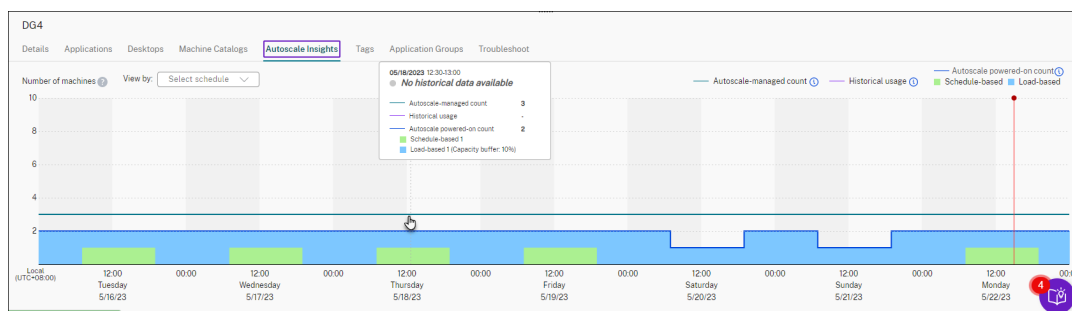 DG4
Details Applications Desktops Machine Catalogs Autoscale Insights Tags Application Groups Troubleshoot
Number of machines View by: Select schedule
05/18/2023 12:30-13:00
No historical data available
Autoscale-managed count 3
Historical usage -
Autoscale powered-on count 2
Schedule-based 1
Load-based 1 (Capacity buffer: 10%)
Autoscale-managed count Historical usage Autoscale powered-on count
Schedule-based Load-based
10
8
6
4
2
Local
(UTC+08:00)
12:00 00:00 12:00 00:00 12:00 00:00 12:00 00:00 12:00 00:00 12:00 00:00 12:00 00:0
Tuesday Wednesday Thursday Friday Saturday Sunday Monday
5/16/23 5/17/23 5/18/23 5/19/23 5/20/23 5/21/23 5/22/23
4